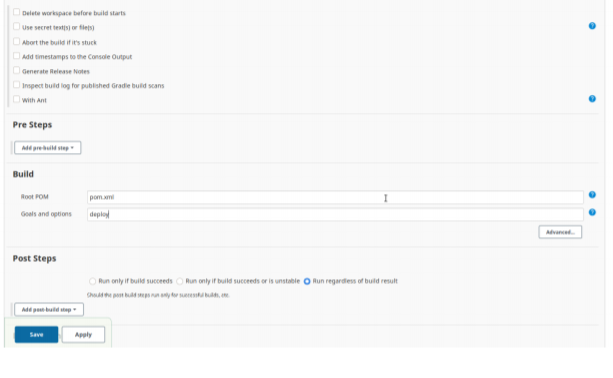 Delete workspace before build starts
Use secret text(s) or file(s)
Abort the build if it's stuck
Add timestamps to the Console Output
Generate Release Notes
Inspect build log for published Gradle build scans
With Ant
Pre Steps
Add pre-build step
Build
Root POM
pom.xml
Goals and options
deploy
Advanced...
Post Steps
Run only if build succeeds Run only if build succeeds or is unstable Run regardless of build result
Should the post-build steps run only for successful builds, etc.
Add post-build step
Save Apply